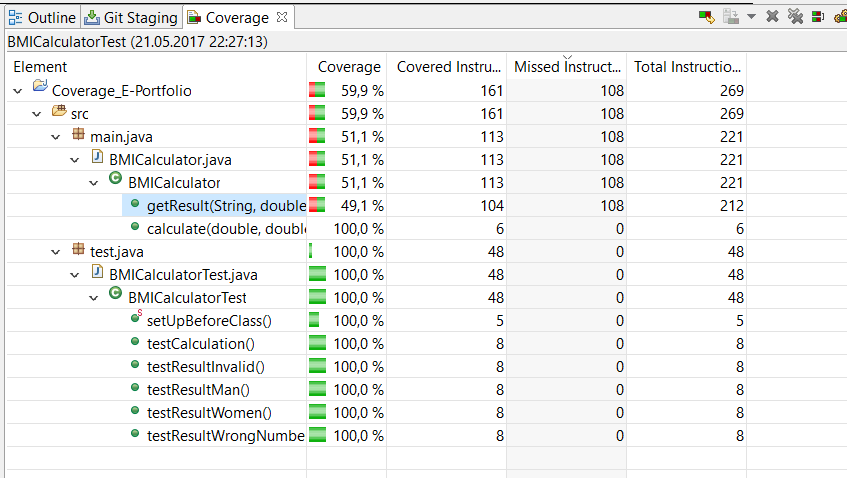 Outline Git Staging Coverage
BMICalculatorTest (21.05.2017 22:27:13)
Element Coverage Covered Instru... Missed Instruct... Total Instructio...
Coverage_E-Portfolio 59,9 % 161 108 269
src 59,9 % 161 108 269
main.java 51,1 % 113 108 221
BMICalculator.java 51,1 % 113 108 221
BMICalculator 51,1 % 113 108 221
getResult(String, double 49,1 % 104 108 212
calculate(double, doubl 100,0 % 6 0 6
test.java 100,0 % 48 0 48
BMICalculatorTest.java 100,0 % 48 0 48
BMICalculatorTest 100,0 % 48 0 48
setUpBeforeClass() 100,0 % 5 0 5
testCalculation() 100,0 % 8 0 8
testResultInvalid() 100,0 % 8 0 8
testResultMan() 100,0 % 8 0 8
testResultWomen() 100,0 % 8 0 8
testResultWrongNumbe 100,0 % 8 0 8